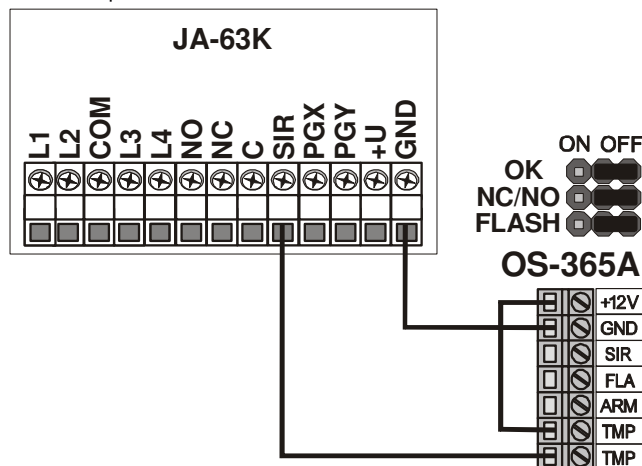 JA-63K
L1 L2 COM L3 L4 NO NC C SIR PGX PGY +U GND
ON OFF
OK
NC/NO
FLASH
OS-365A
+12V
GND
SIR
FLA
ARM
TMP
TMP